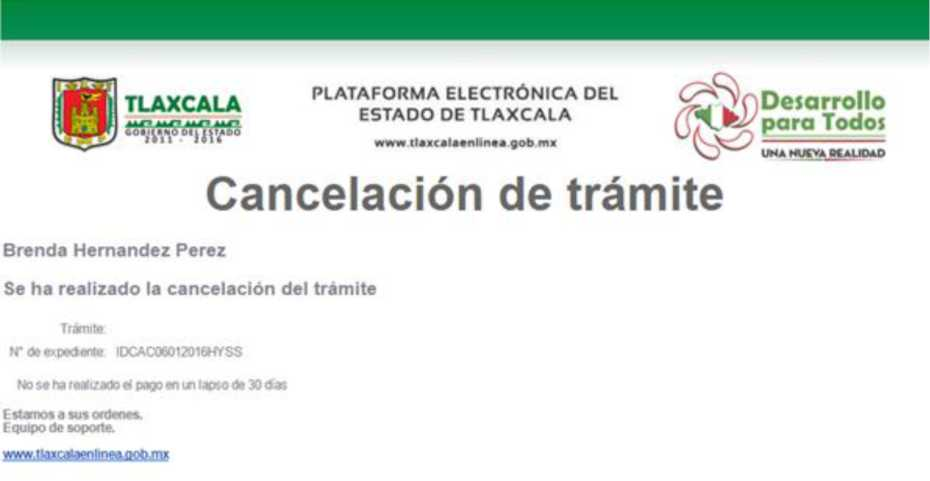 TLAXCALA
GOBIERNO DEL ESTADO
2011 - 2016
PLATAFORMA ELECTRÓNICA DEL
ESTADO DE TLAXCALA
www.tlaxcalaenlinea.gob.mx
Desarrollo
para Todos
UNA NUEVA REALIDAD
Cancelación de trámite
Brenda Hernandez Perez
Se ha realizado la cancelación del trámite
Trámite:
N° de expediente: IDCAC06012016HYSS
No se ha realizado el pago en un lapso de 30 días
Estamos a sus ordenes.
Equipo de soporte.
www.tlaxcalaenlinea.gob.mx